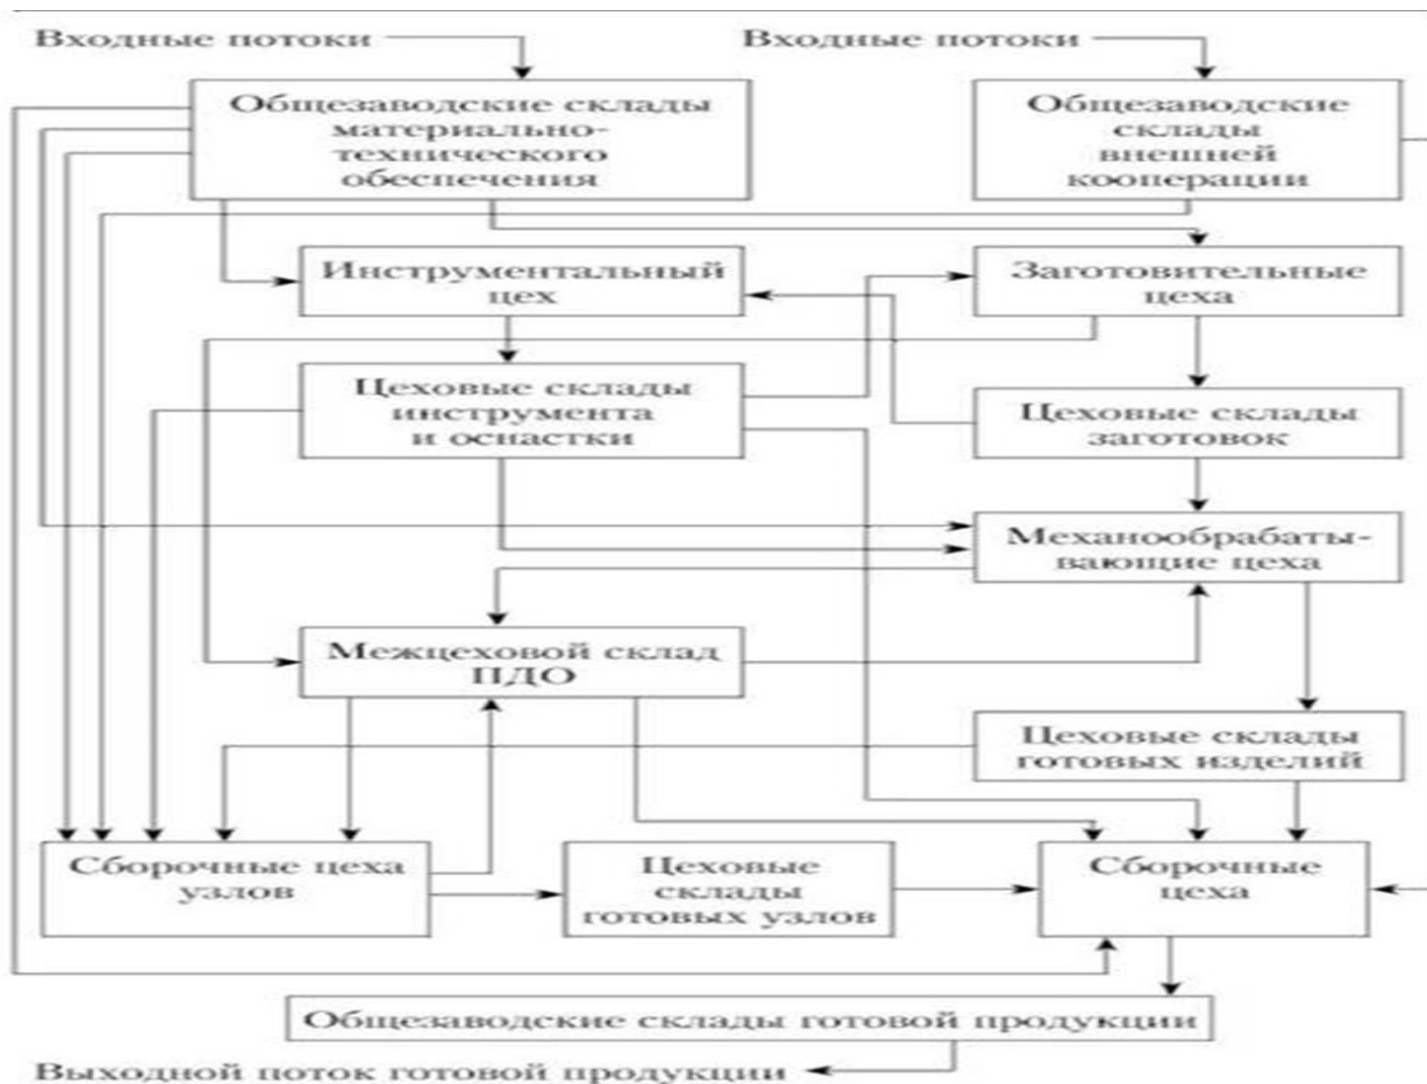 Входные потоки
Входные потоки
Общезаводские склады
материально-
технического
обеспечения
Общезаводские
склады
внешней
кооперации
Инструментальный
цех
Заготовительные
цеха
Цеховые склады
инструмента
и оснастки
Цеховые склады
заготовок
Механообрабаты-
вающие цеха
Межцеховой склад
ПДО
Цеховые склады
готовых изделий
Сборочные цеха
узлов
Цеховые
склады
готовых узлов
Сборочные
цеха
Общезаводские склады готовой продукции
Выходной поток готовой продукции